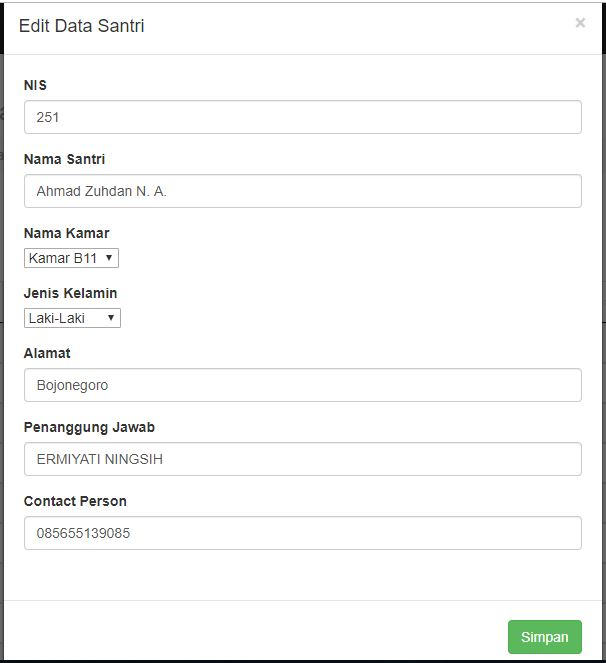 Edit Data Santri ×
NIS
251
Nama Santri
Ahmad Zuhdan N. A.
Nama Kamar
Kamar B11
Jenis Kelamin
Laki-Laki
Alamat
Bojonegoro
Penanggung Jawab
ERMIYATI NINGSIH
Contact Person
085655139085
Simpan